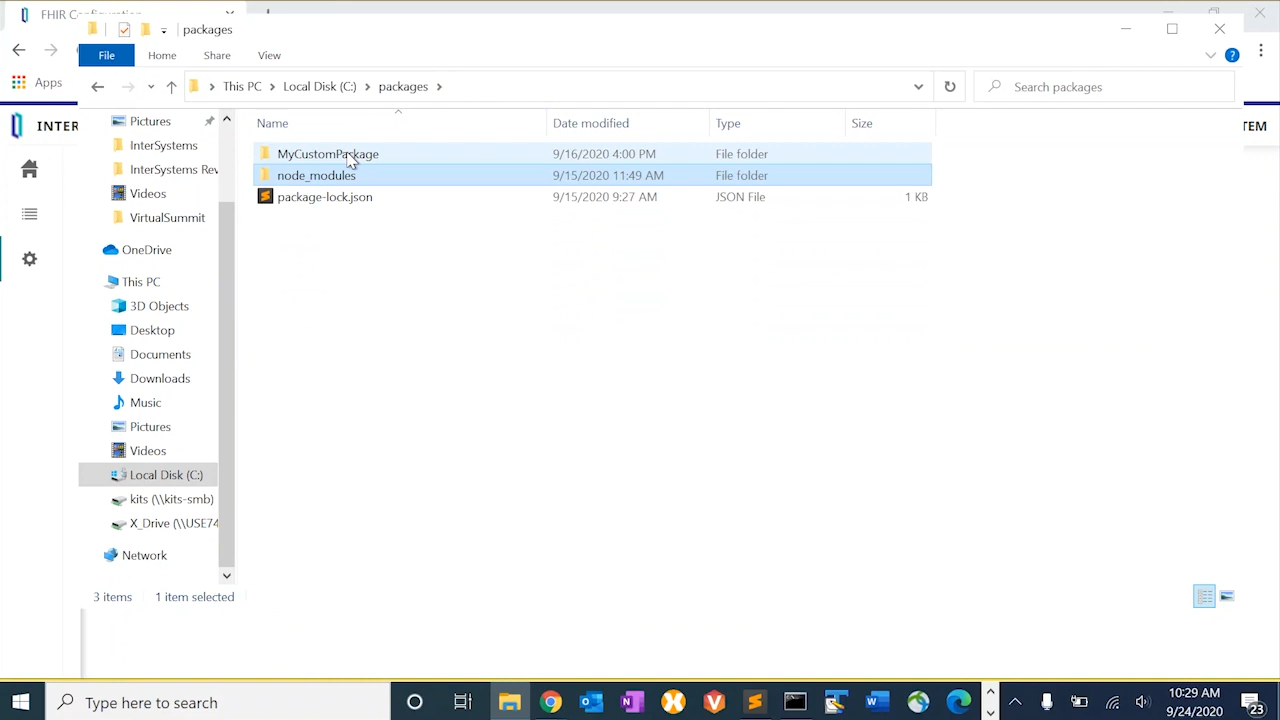 FHIR Configuration
packages
File Home Share View
This PC Local Disk (C:) packages
Search packages
Apps
INTER
TEM
Name Date modified Type Size
MyCustomPackage 9/16/2020 4:00 PM File folder
node_modules 9/15/2020 11:49 AM File folder
package-lock.json 9/15/2020 9:27 AM JSON File 1 KB
Pictures
InterSystems
InterSystems Rev
Videos
VirtualSummit
OneDrive
This PC
3D Objects
Desktop
Documents
Downloads
Music
Pictures
Videos
Local Disk (C:)
kits (\\kits-smb)
X_Drive (\\USE74
Network
3 items 1 item selected
Type here to search
10:29 AM
9/24/2020
23